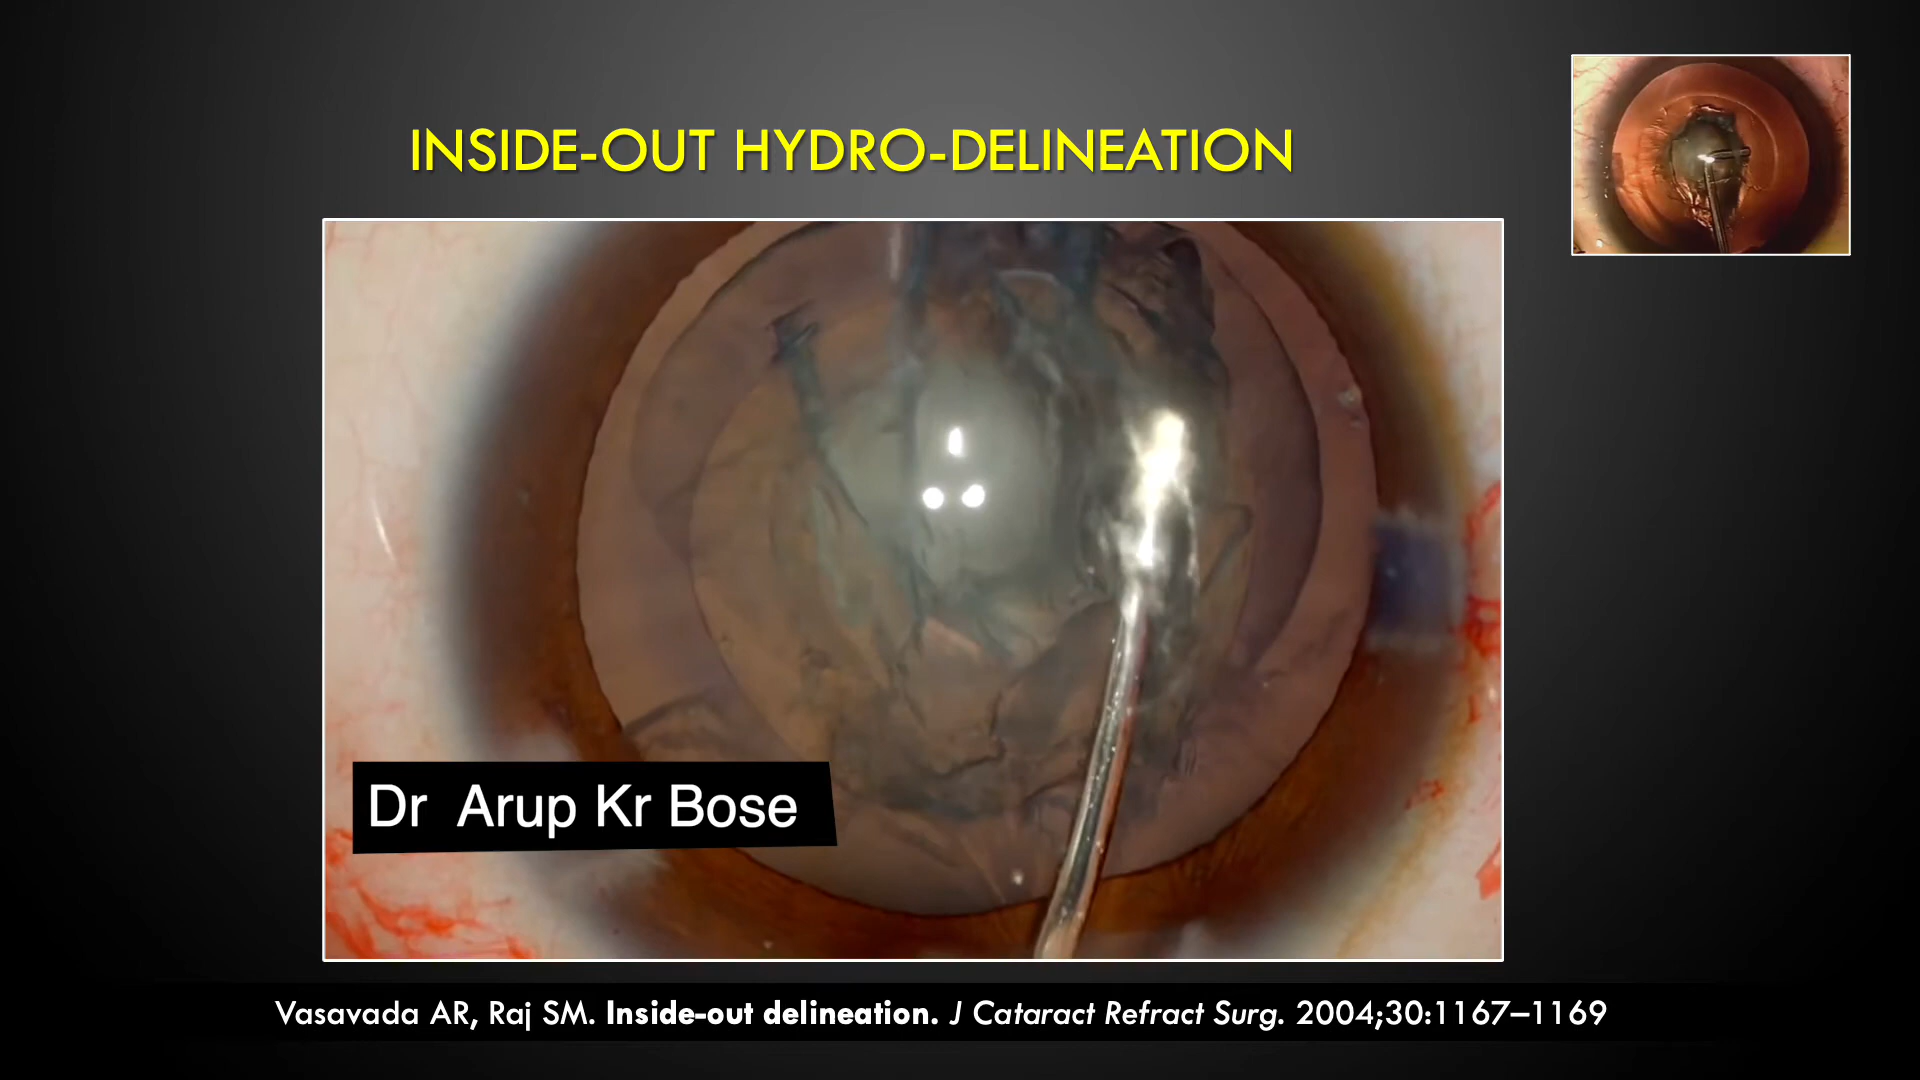 INSIDE-OUT HYDRO-DELINEATION
Dr Arup Kr Bose
Vasavada AR, Raj SM. Inside-out delineation. J Cataract Refract Surg. 2004;30:1167–1169